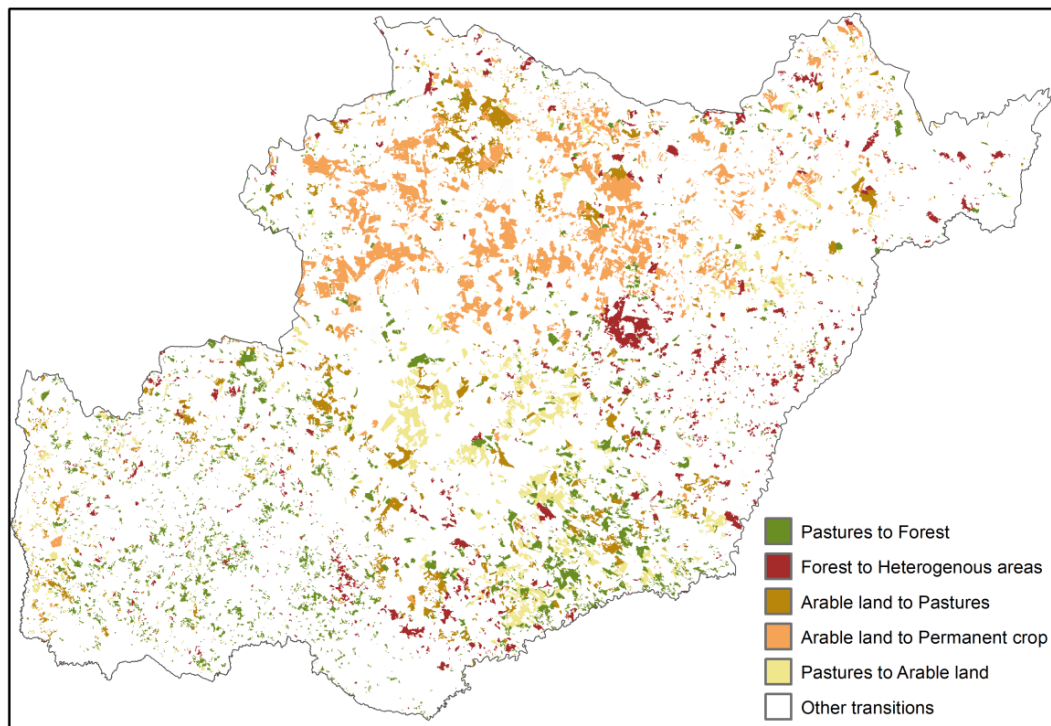 Pastures to Forest
Forest to Heterogenous areas
Arable land to Pastures
Arable land to Permanent crop
Pastures to Arable land
Other transitions